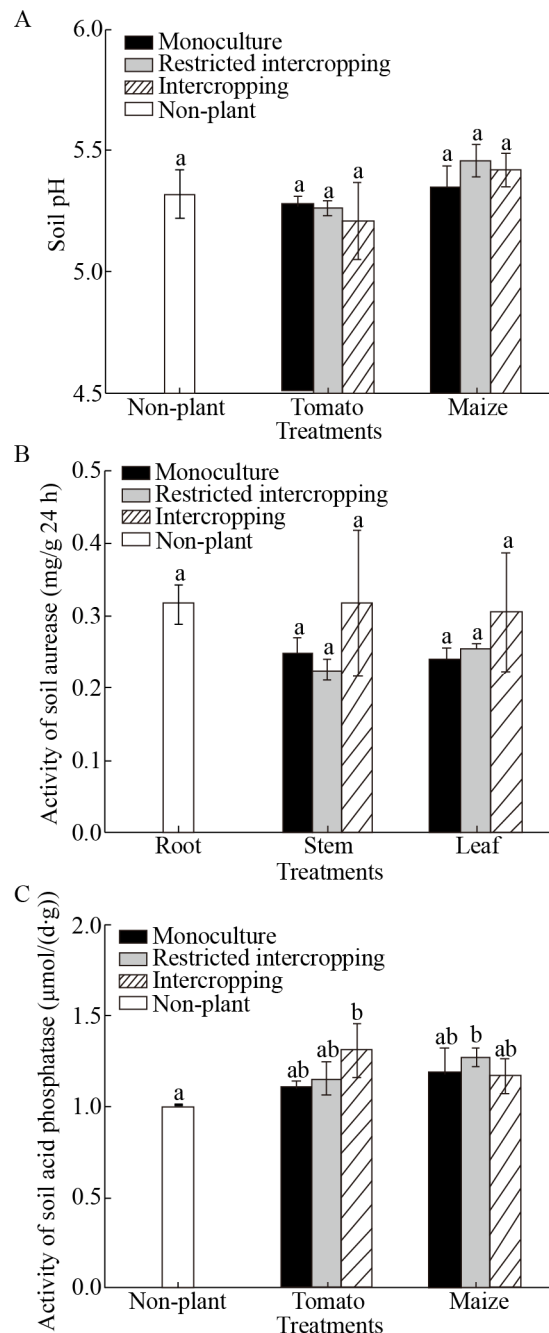 A
6.0
Monoculture
Restricted intercropping
Intercropping
Non-plant
5.5
5.0
4.5
Soil pH
a
a a a
a a a
Non-plant Tomato Maize
Treatments
B
0.5
Monoculture
Restricted intercropping
Intercropping
Non-plant
0.4
0.3
0.2
0.1
0.0
Activity of soil aurease (mg/g 24 h)
a
a a a
a a a
Root Stem Leaf
Treatments
C
2.0
Monoculture
Restricted intercropping
Intercropping
Non-plant
1.5
1.0
0.5
0.0
Activity of soil acid phosphatase (μmol/(d·g))
a
ab ab b
ab b ab
Non-plant Tomato Maize
Treatments